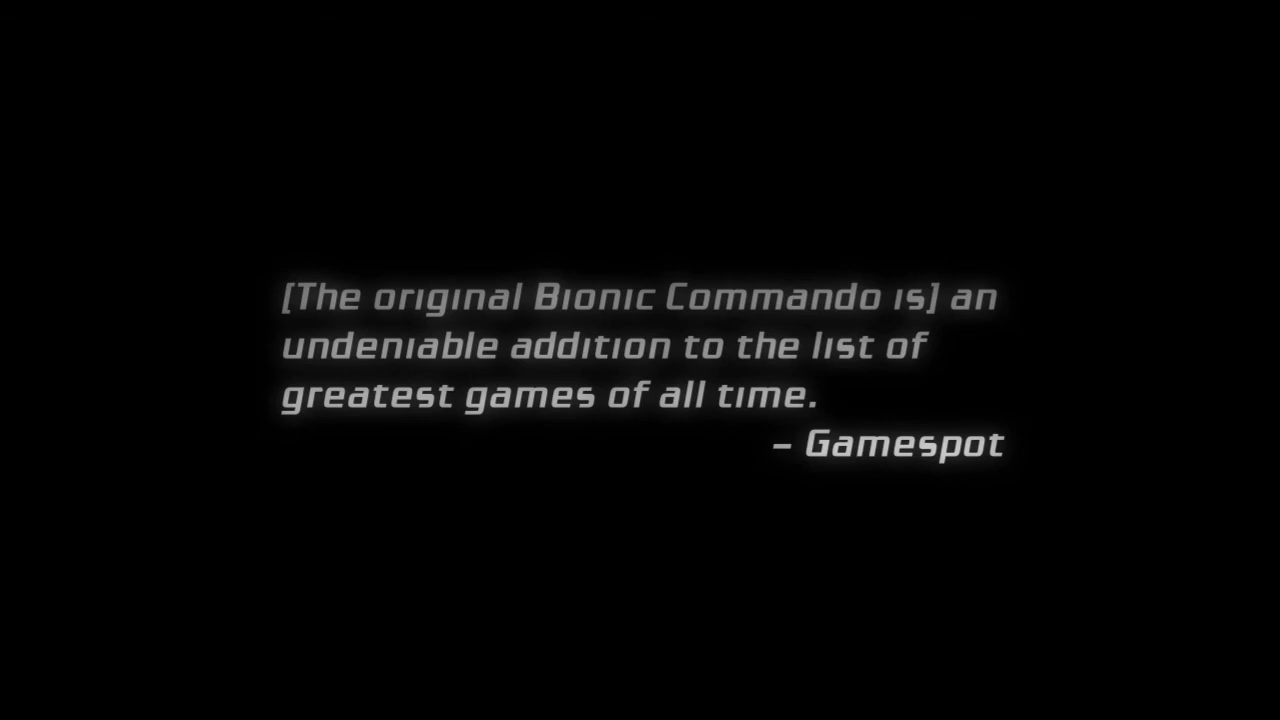 [The original Bionic Commando is] an
undeniable addition to the list of
greatest games of all time.
– Gamespot